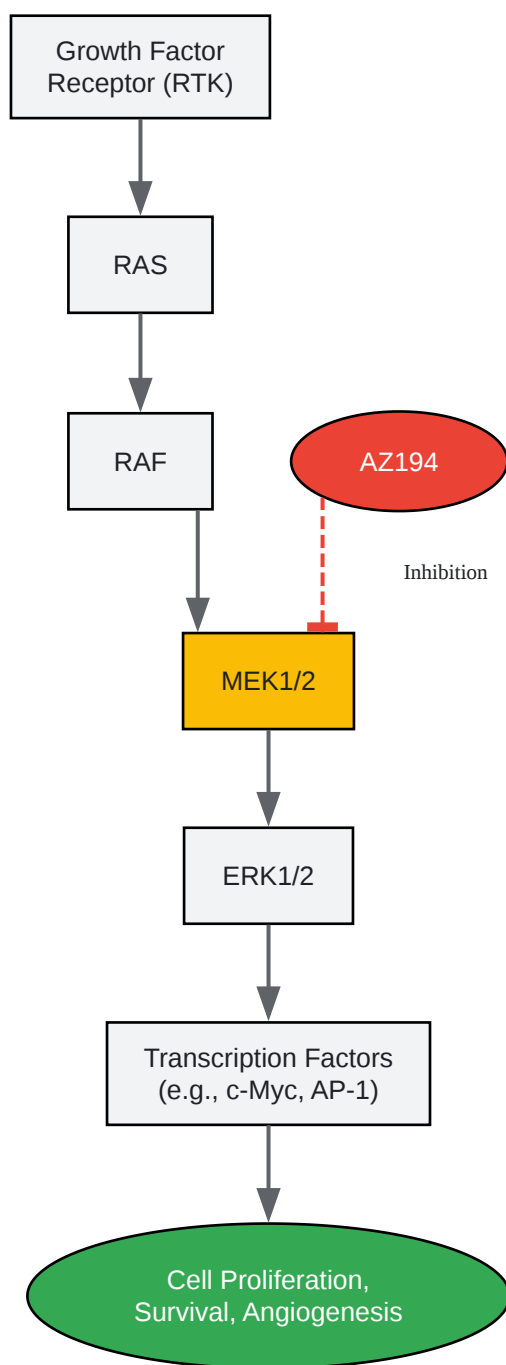 Growth Factor
Receptor (RTK)
RAS
RAF
AZ194
Inhibition
MEK1/2
ERK1/2
Transcription Factors
(e.g., c-Myc, AP-1)
Cell Proliferation,
Survival, Angiogenesis